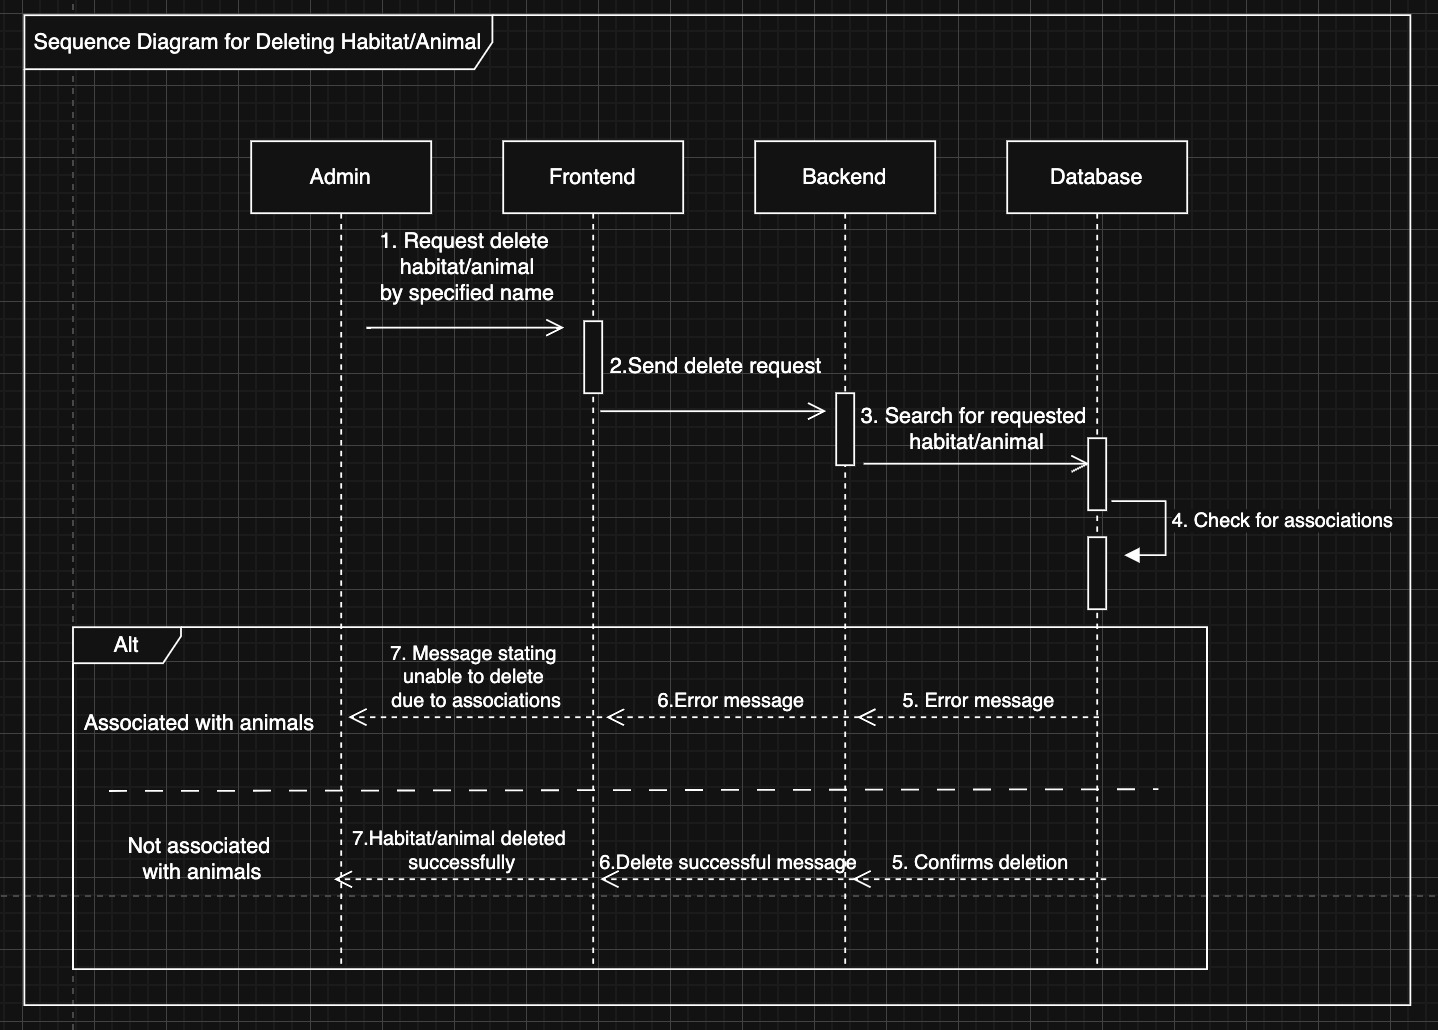 Sequence Diagram for Deleting Habitat/Animal
Admin
Frontend
Backend
Database
1. Request delete
habitat/animal
by specified name
2.Send delete request
3. Search for requested
habitat/animal
4. Check for associations
Alt
7. Message stating
unable to delete
due to associations
6.Error message
5. Error message
Associated with animals
Not associated
with animals
7.Habitat/animal deleted
successfully
6.Delete successful message
5. Confirms deletion